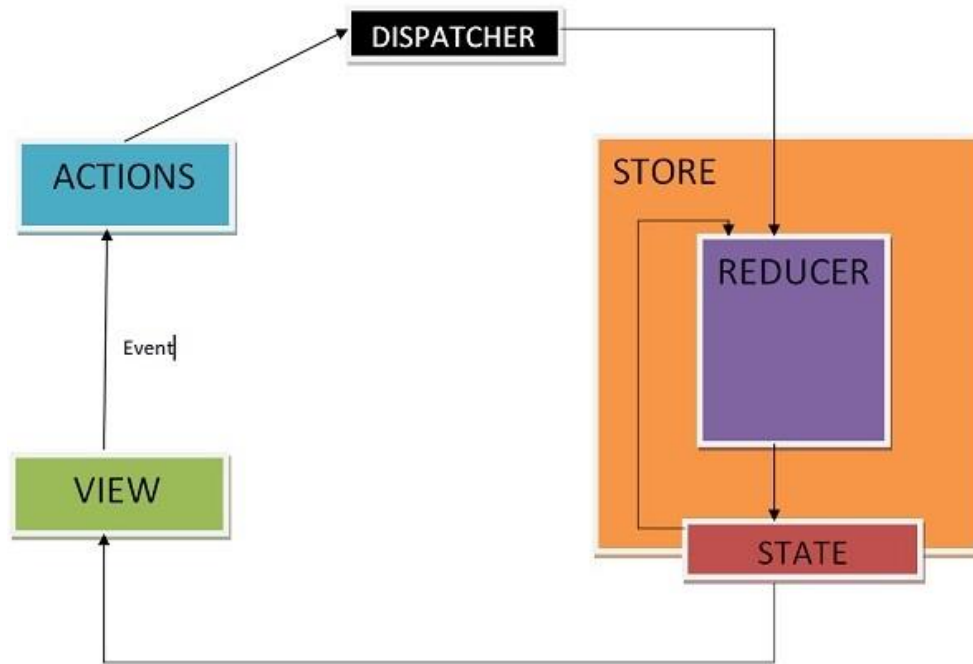 DISPATCHER
ACTIONS
STORE
REDUCER
Event
VIEW
STATE